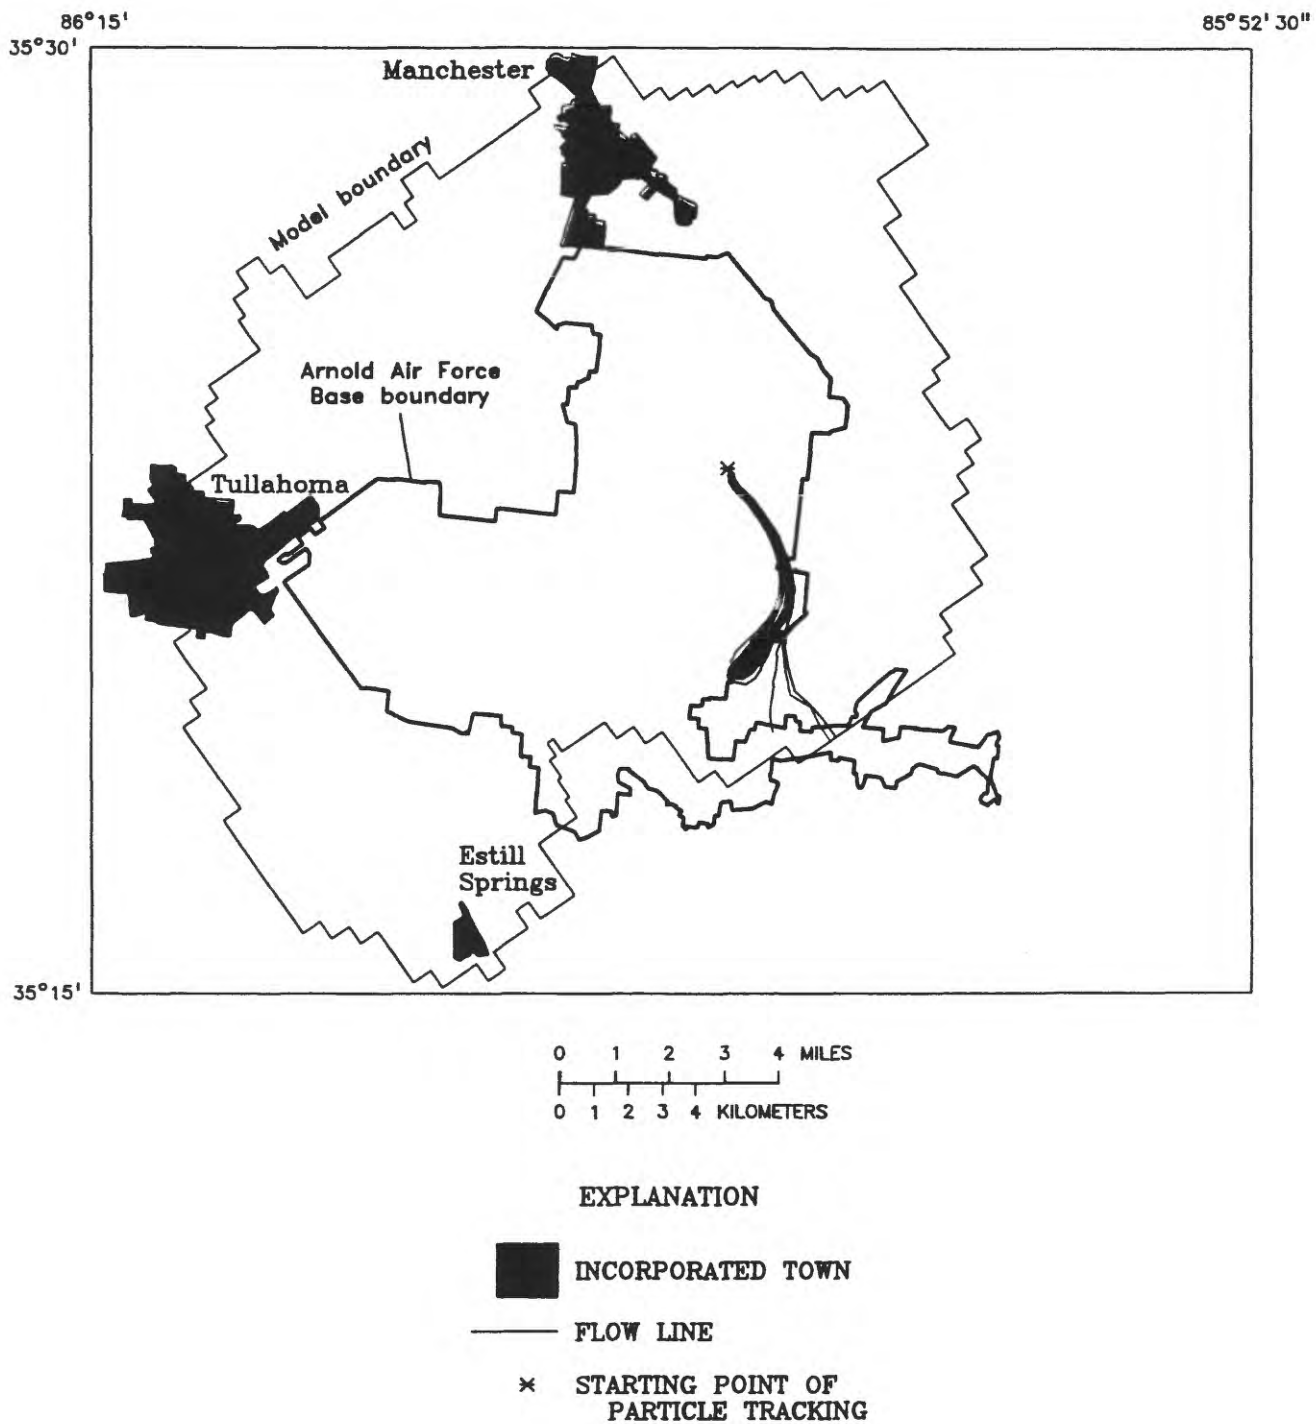 86°15'
85°52'30"
35°30'
Manchester
Model boundary
Arnold Air Force
Base boundary
Tullahoma
Estill
Springs
35°15'
0 1 2 3 4 MILES
0 1 2 3 4 KILOMETERS
EXPLANATION
INCORPORATED TOWN
FLOW LINE
STARTING POINT OF
PARTICLE TRACKING